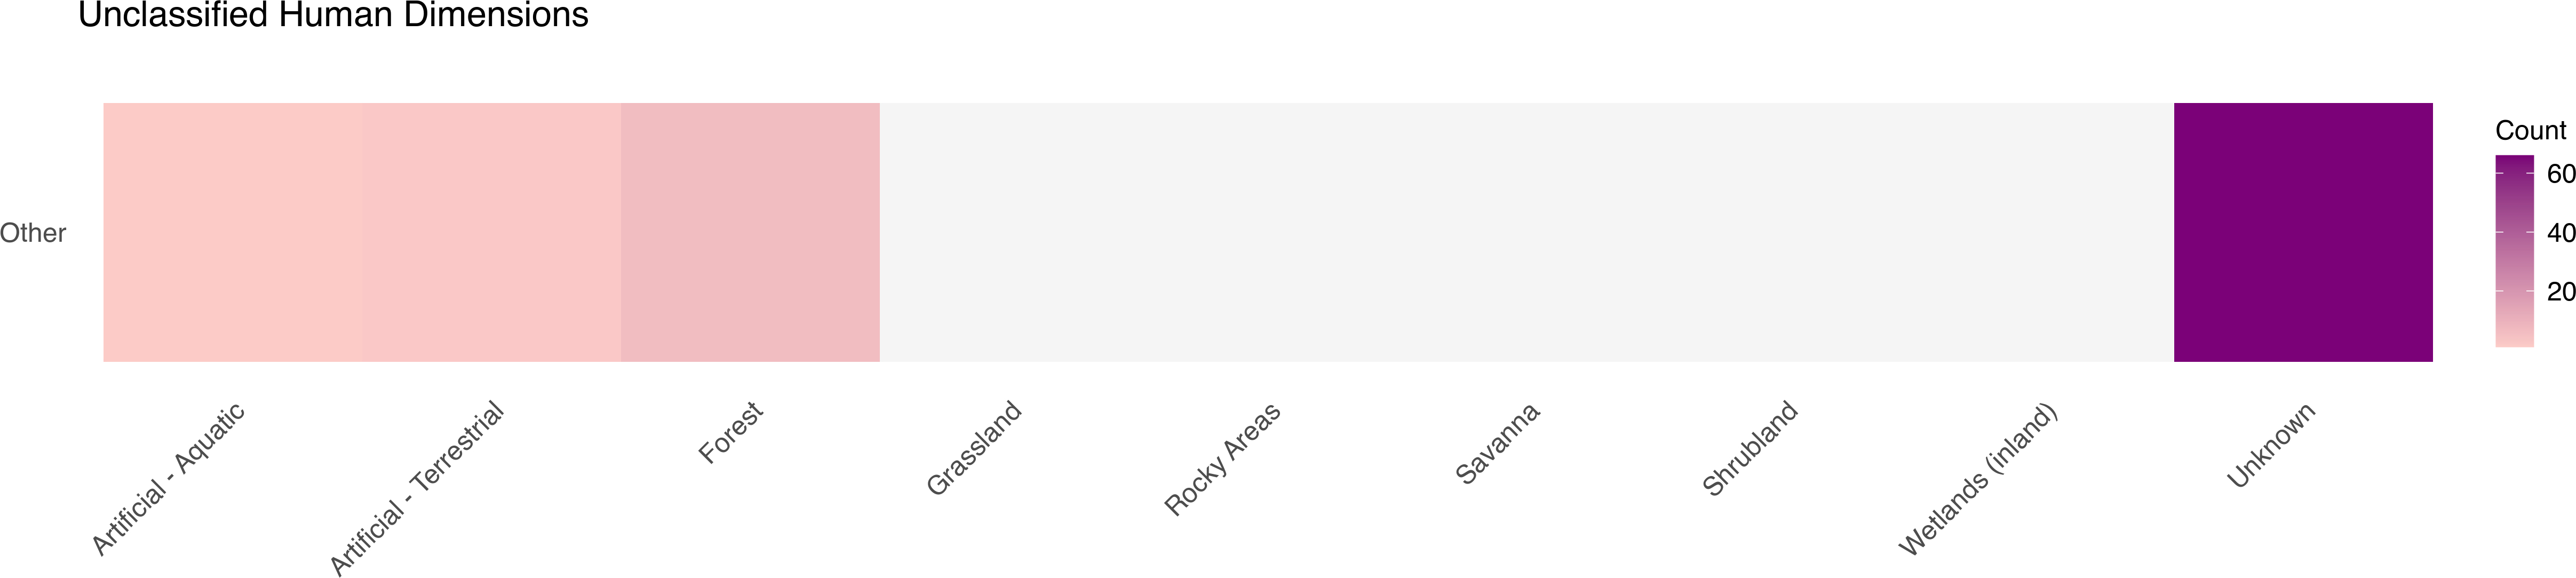 Unclassified Human Dimensions
Other
Artificial - Aquatic
Artificial - Terrestrial
Forest
Grassland
Rocky Areas
Savanna
Shrubland
Wetlands (inland)
Unknown
Count
60
40
20